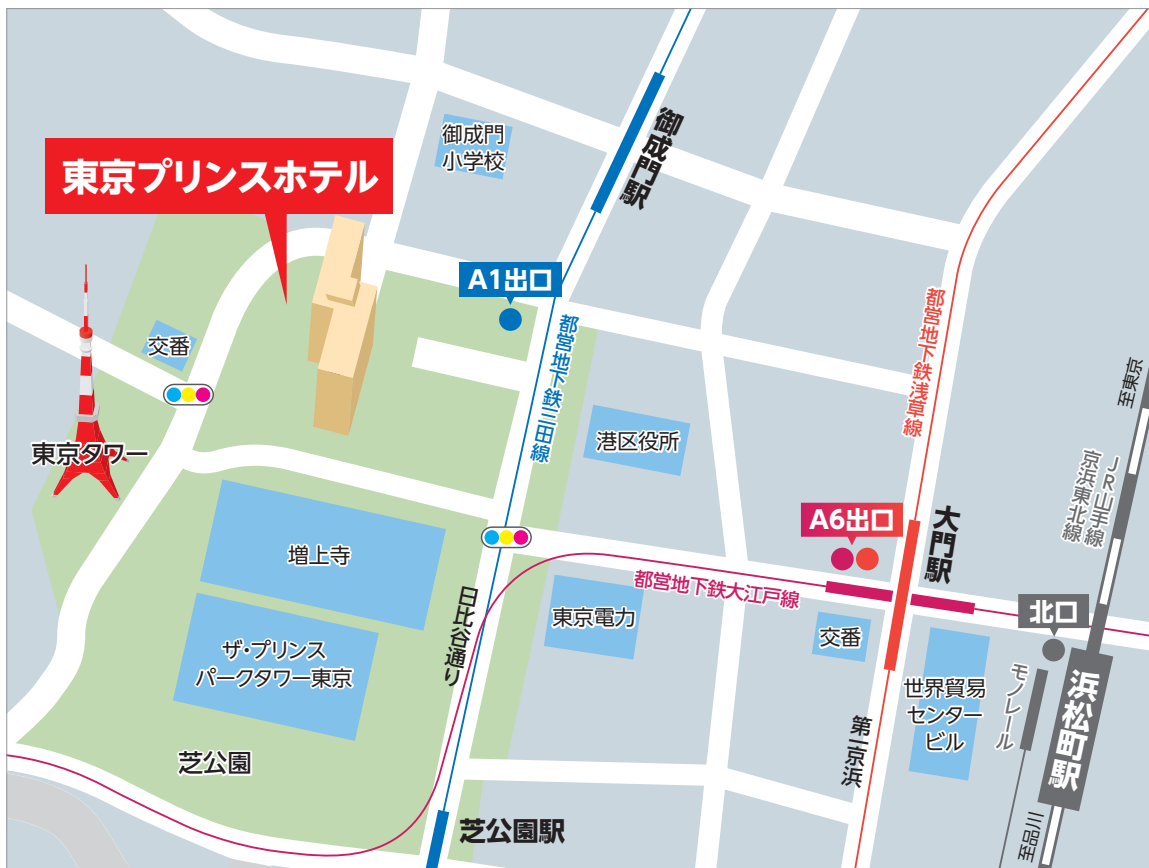 御成門
小学校
御成門駅
東京プリンスホテル
A1出口
都営地下鉄三田線
都営地下鉄浅草線
交番
東京タワー
港区役所
至東京
JR山手線
京浜東北線
A6出口
大門駅
増上寺
都営地下鉄大江戸線
日比谷通り
東京電力
交番
北口
ザ・プリンス
パークタワー東京
世界貿易
センター
ビル
モノレール
浜松町駅
第一京浜
芝公園
芝公園駅
至品川